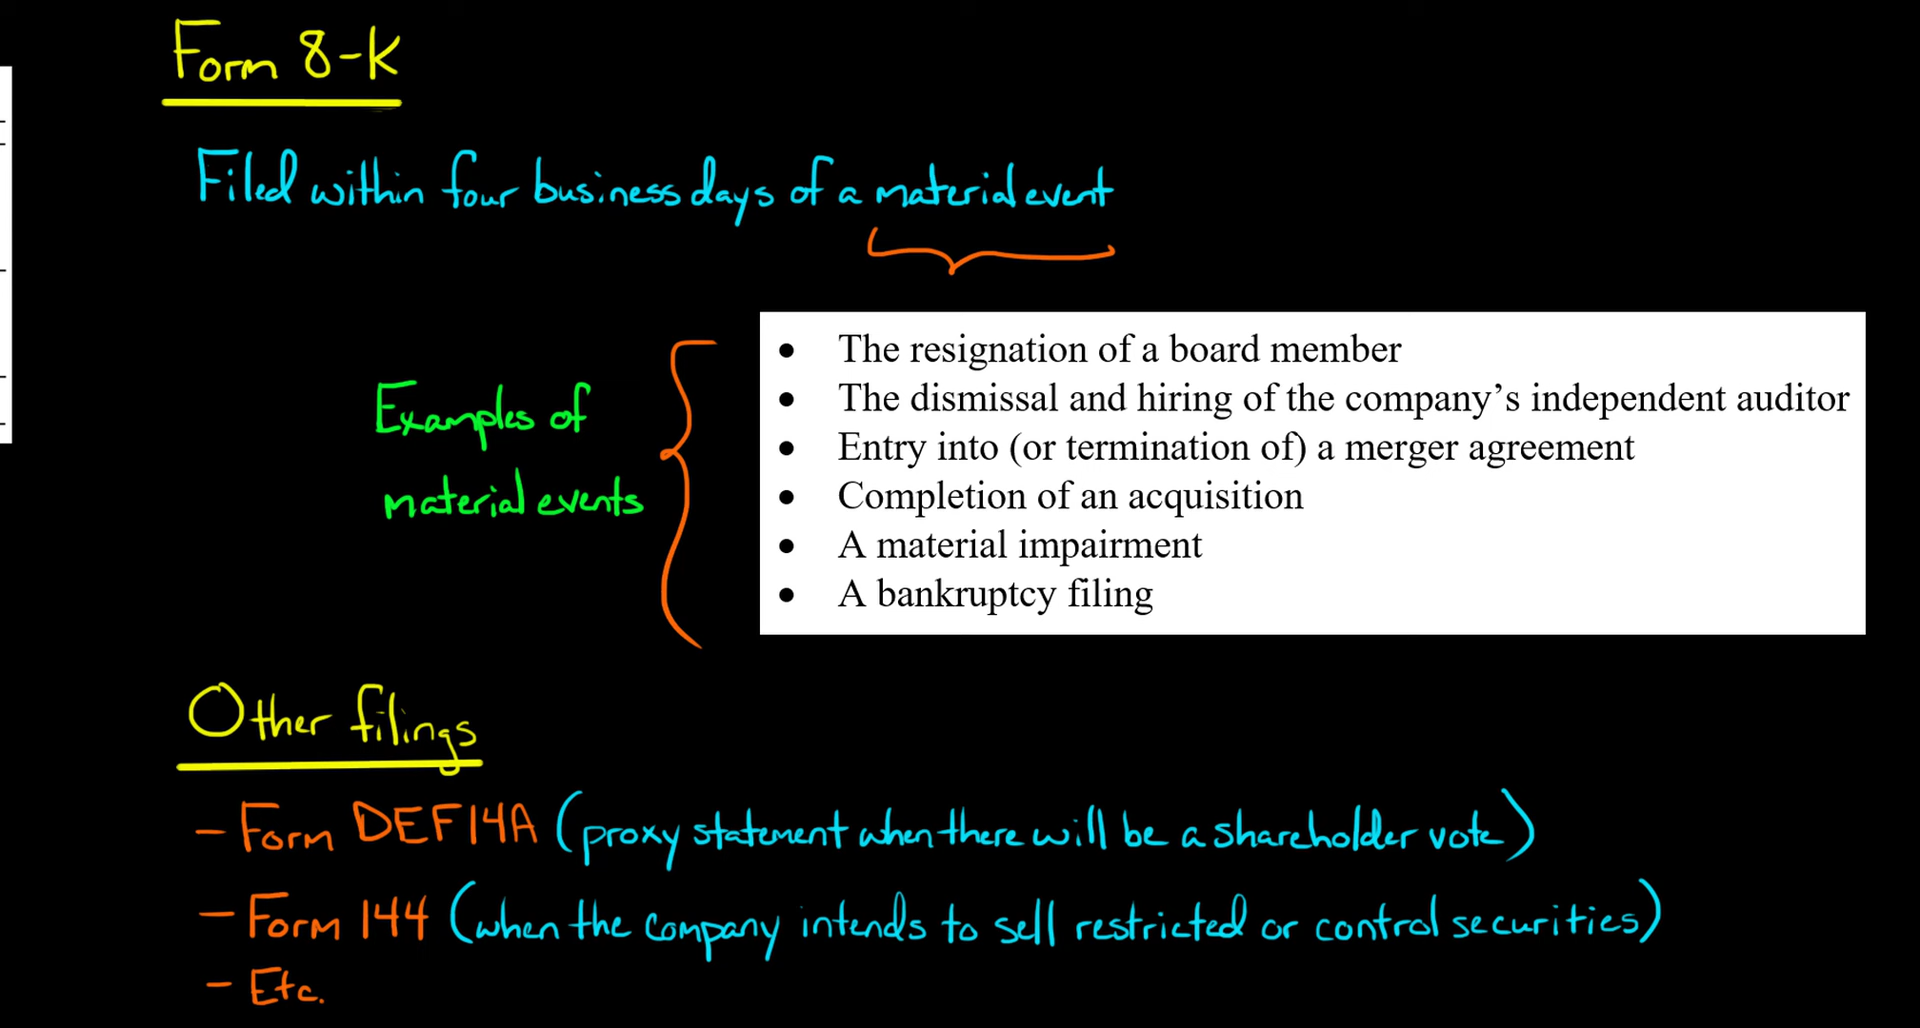 Form 8-K
Filed within four business days of a material event
Examples of
material events
• The resignation of a board member
• The dismissal and hiring of the company’s independent auditor
• Entry into (or termination of) a merger agreement
• Completion of an acquisition
• A material impairment
• A bankruptcy filing
Other filings
- Form DEF14A (proxy statement when there will be a shareholder vote)
- Form 144 (when the company intends to sell restricted or control securities)
- Etc.